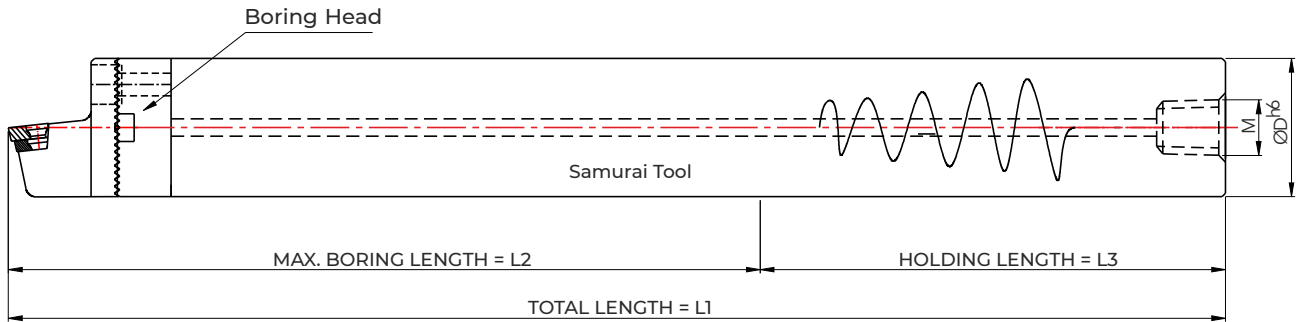 Boring Head
Samurai Tool
M
ØDh6
MAX. BORING LENGTH = L2
HOLDING LENGTH = L3
TOTAL LENGTH = L1